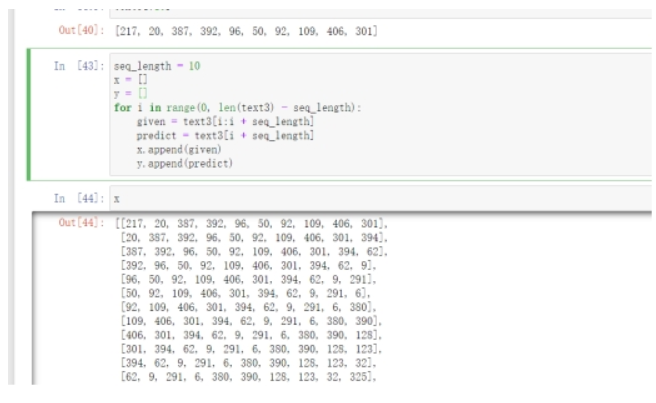 Out[40]: [217, 20, 387, 392, 96, 50, 92, 109, 406, 301]
In [43]: seq_length = 10
x = []
y = []
for i in range(0, len(text3) - seq_length):
    given = text3[i:i + seq_length]
    predict = text3[i + seq_length]
    x.append(given)
    y.append(predict)
In [44]: x
Out[44]: [[217, 20, 387, 392, 96, 50, 92, 109, 406, 301],
[20, 387, 392, 96, 50, 92, 109, 406, 301, 394],
[387, 392, 96, 50, 92, 109, 406, 301, 394, 62],
[392, 96, 50, 92, 109, 406, 301, 394, 62, 9],
[96, 50, 92, 109, 406, 301, 394, 62, 9, 291],
[50, 92, 109, 406, 301, 394, 62, 9, 291, 6],
[92, 109, 406, 301, 394, 62, 9, 291, 6, 380],
[109, 406, 301, 394, 62, 9, 291, 6, 380, 390],
[406, 301, 394, 62, 9, 291, 6, 380, 390, 128],
[301, 394, 62, 9, 291, 6, 380, 390, 128, 123],
[394, 62, 9, 291, 6, 380, 390, 128, 123, 32],
[62, 9, 291, 6, 380, 390, 128, 123, 32, 325],